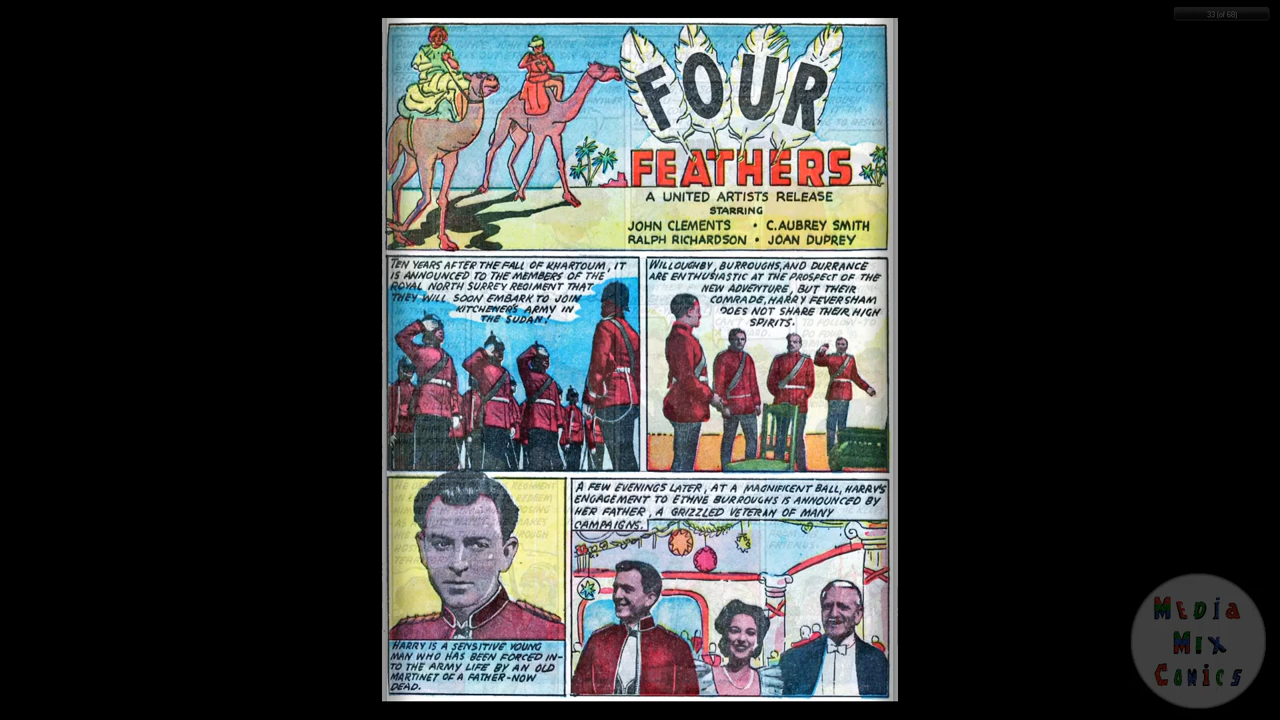 33 (of 68)
FOUR
FEATHERS
A UNITED ARTISTS RELEASE
STARRING
JOHN CLEMENTS • C. AUBREY SMITH
RALPH RICHARDSON • JOAN DUPREY
TEN YEARS AFTER THE FALL OF KHARTOUM, IT
IS ANNOUNCED TO THE MEMBERS OF THE
ROYAL NORTH SURREY REGIMENT THAT
THEY WILL SOON EMBARK TO JOIN
KITCHENER'S ARMY IN
THE SUDAN!
WILLOUGHBY, BURROUGHS, AND DURRANCE
ARE ENTHUSIASTIC AT THE PROSPECT OF THE
NEW ADVENTURE, BUT THEIR
COMRADE, HARRY FEVERSHAM
DOES NOT SHARE THEIR HIGH
SPIRITS.
HARRY IS A SENSITIVE YOUNG
MAN WHO HAS BEEN FORCED IN-
TO THE ARMY LIFE BY AN OLD
MARTINET OF A FATHER-NOW
DEAD.
A FEW EVENINGS LATER, AT A MAGNIFICENT BALL, HARRY'S
ENGAGEMENT TO ETHNE BURROUGHS IS ANNOUNCED BY
HER FATHER, A GRIZZLED VETERAN OF MANY
CAMPAIGNS.
MEDIA
MIX
COMICS